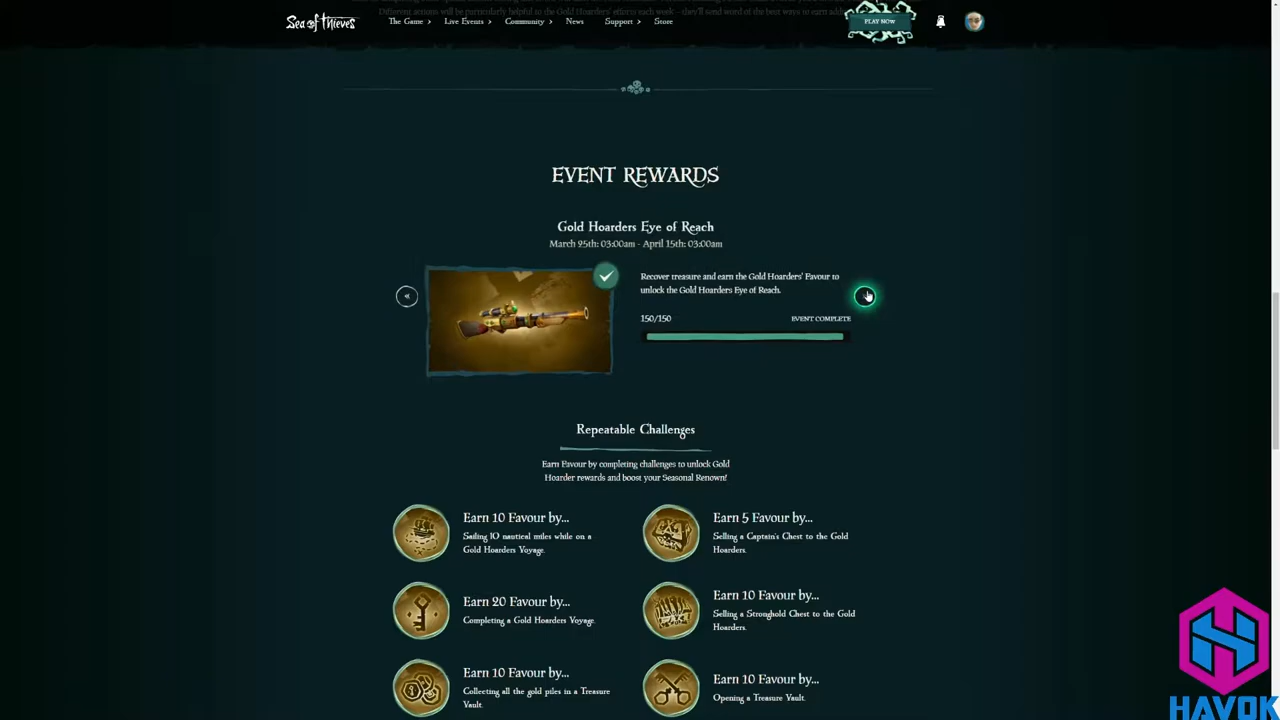 Sea of Thieves
The Game
Live Events
Community
News
Support
Store
PLAY NOW
EVENT REWARDS
Gold Hoarders Eye of Reach
March 25th: 03:00am - April 15th: 03:00am
Recover treasure and earn the Gold Hoarders' Favour to
unlock the Gold Hoarders Eye of Reach.
150/150
EVENT COMPLETE
Repeatable Challenges
Earn Favour by completing challenges to unlock Gold
Hoarder rewards and boost your Seasonal Renown!
Earn 10 Favour by...
Sailing 10 nautical miles while on a
Gold Hoarders Voyage.
Earn 5 Favour by...
Selling a Captain's Chest to the Gold
Hoarders.
Earn 20 Favour by...
Completing a Gold Hoarders Voyage.
Earn 10 Favour by...
Selling a Stronghold Chest to the Gold
Hoarders.
Earn 10 Favour by...
Collecting all the gold piles in a Treasure
Vault.
Earn 10 Favour by...
Opening a Treasure Vault.
HAVOK